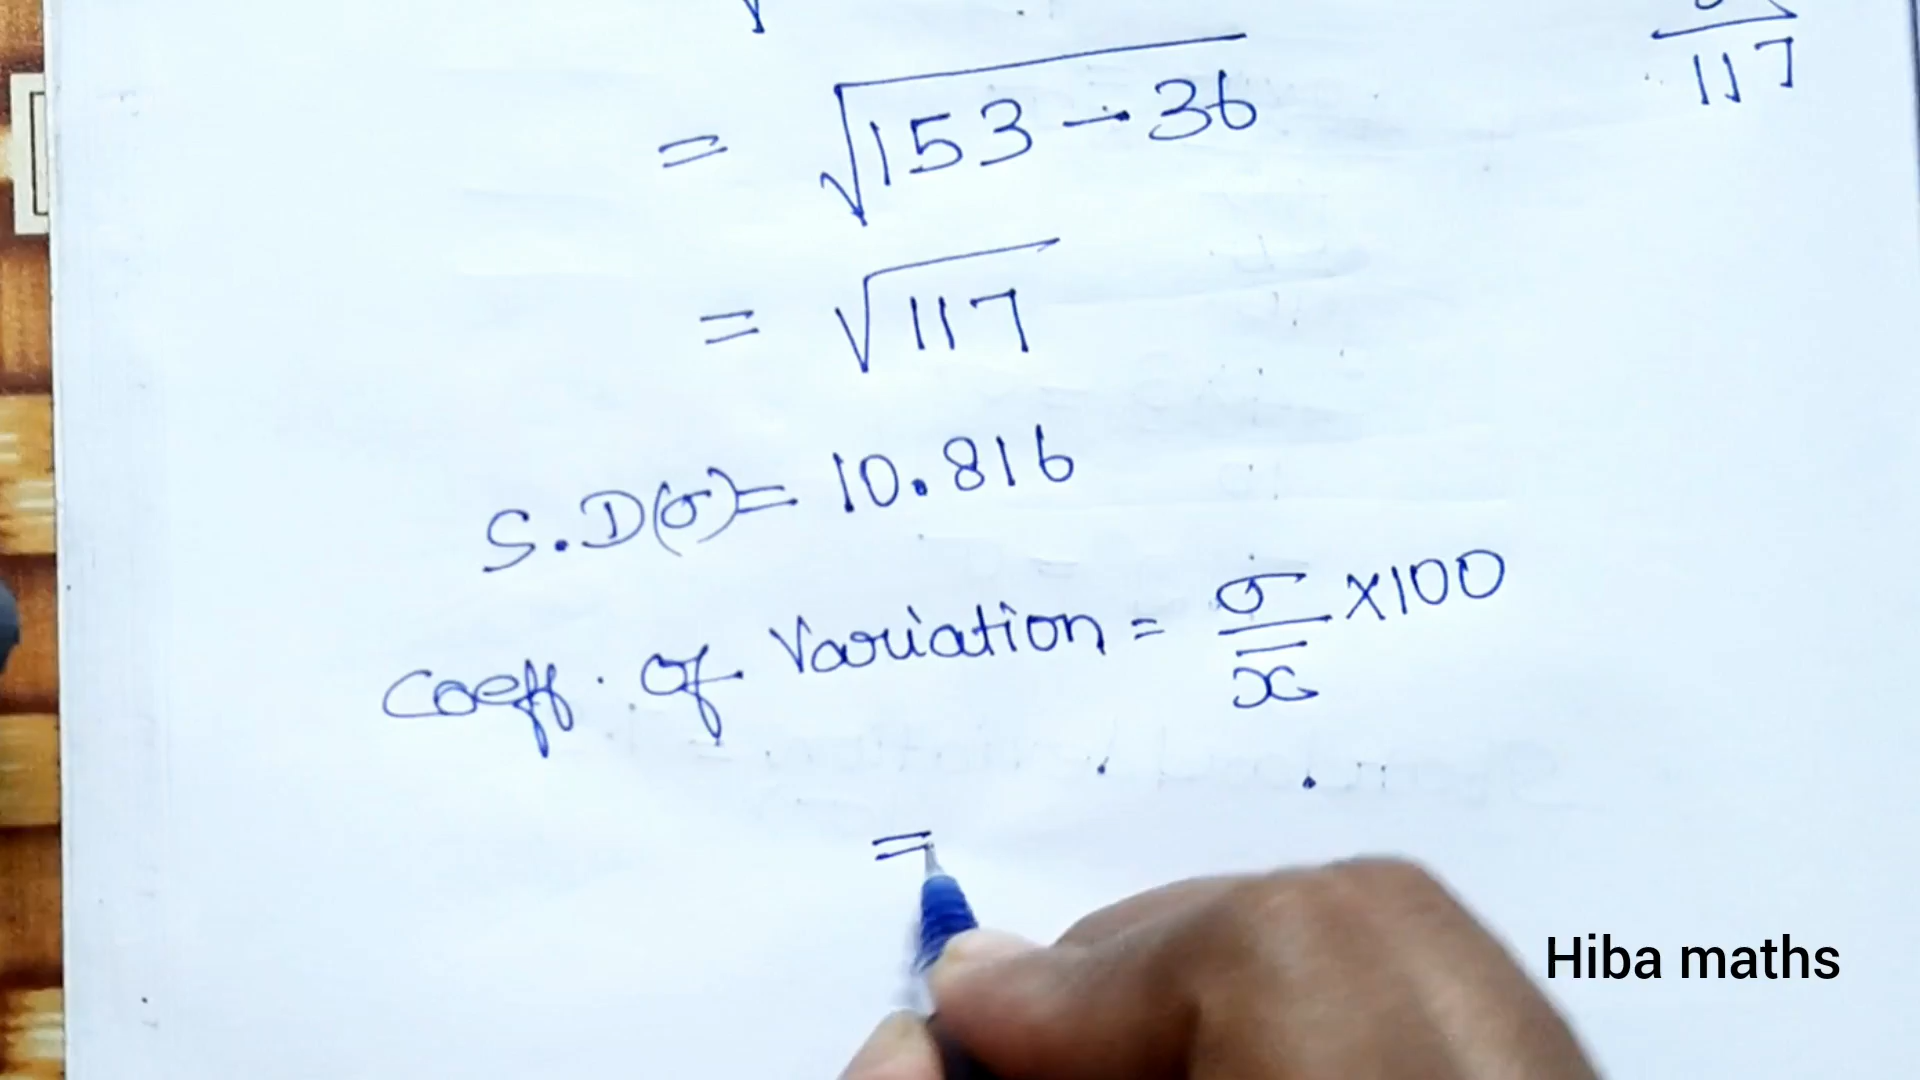 = √153 - 36
117
= √117
S.D(σ) = 10.816
Coeff. of Variation = σ/x̄ ×100
=
Hiba maths